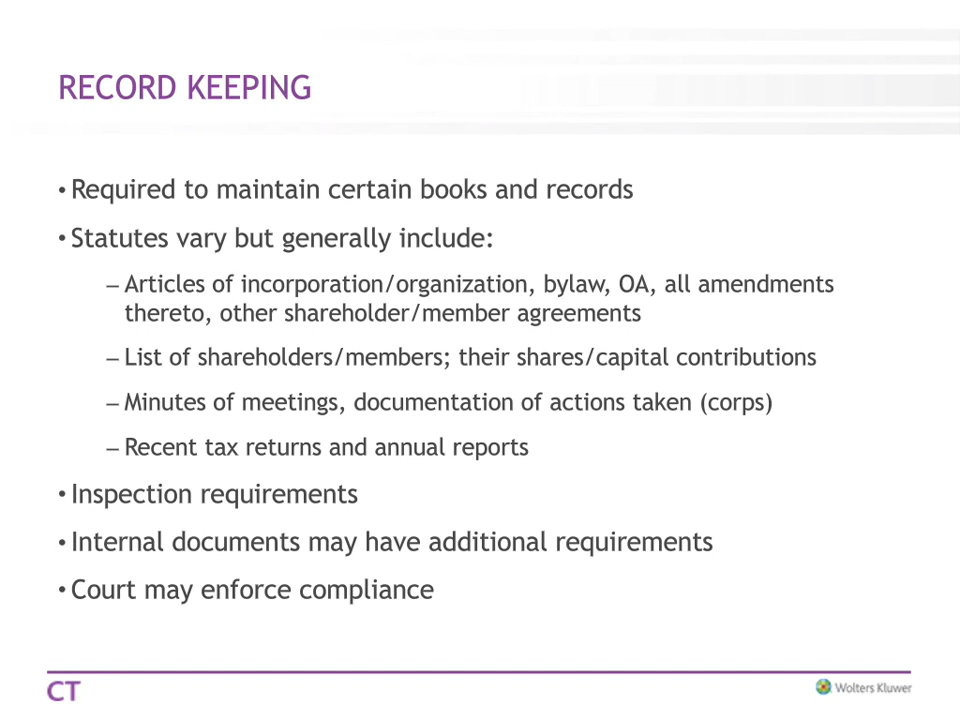 RECORD KEEPING
• Required to maintain certain books and records
• Statutes vary but generally include:
– Articles of incorporation/organization, bylaw, OA, all amendments
thereto, other shareholder/member agreements
– List of shareholders/members; their shares/capital contributions
– Minutes of meetings, documentation of actions taken (corps)
– Recent tax returns and annual reports
• Inspection requirements
• Internal documents may have additional requirements
• Court may enforce compliance
CT
Wolters Kluwer